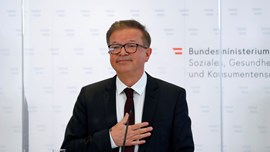 Bundesministerium
Soziales, Gesundhe
und Konsumentens